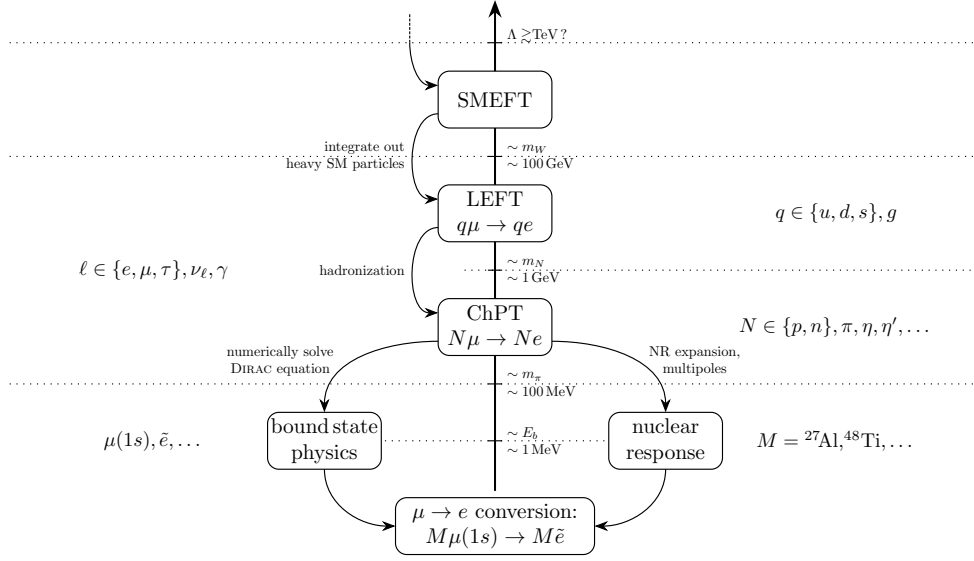 Λ ≳TeV ?
SMEFT
integrate out
heavy SM particles
∼ m_W
∼ 100 GeV
LEFT
qμ → qe
q ∈ {u, d, s}, g
ℓ ∈ {e, μ, τ}, ν_ℓ, γ
hadronization
∼ m_N
∼ 1 GeV
ChPT
Nμ → Ne
N ∈ {p, n}, π, η, η′, . . .
numerically solve
DIRAC equation
NR expansion,
multipoles
∼ m_π
∼ 100 MeV
μ(1s), ẽ, . . .
bound state
physics
∼ E_b
∼ 1 MeV
nuclear
response
M = ²⁷Al,⁴⁸Ti, . . .
μ → e conversion:
Mμ(1s) → Mẽ